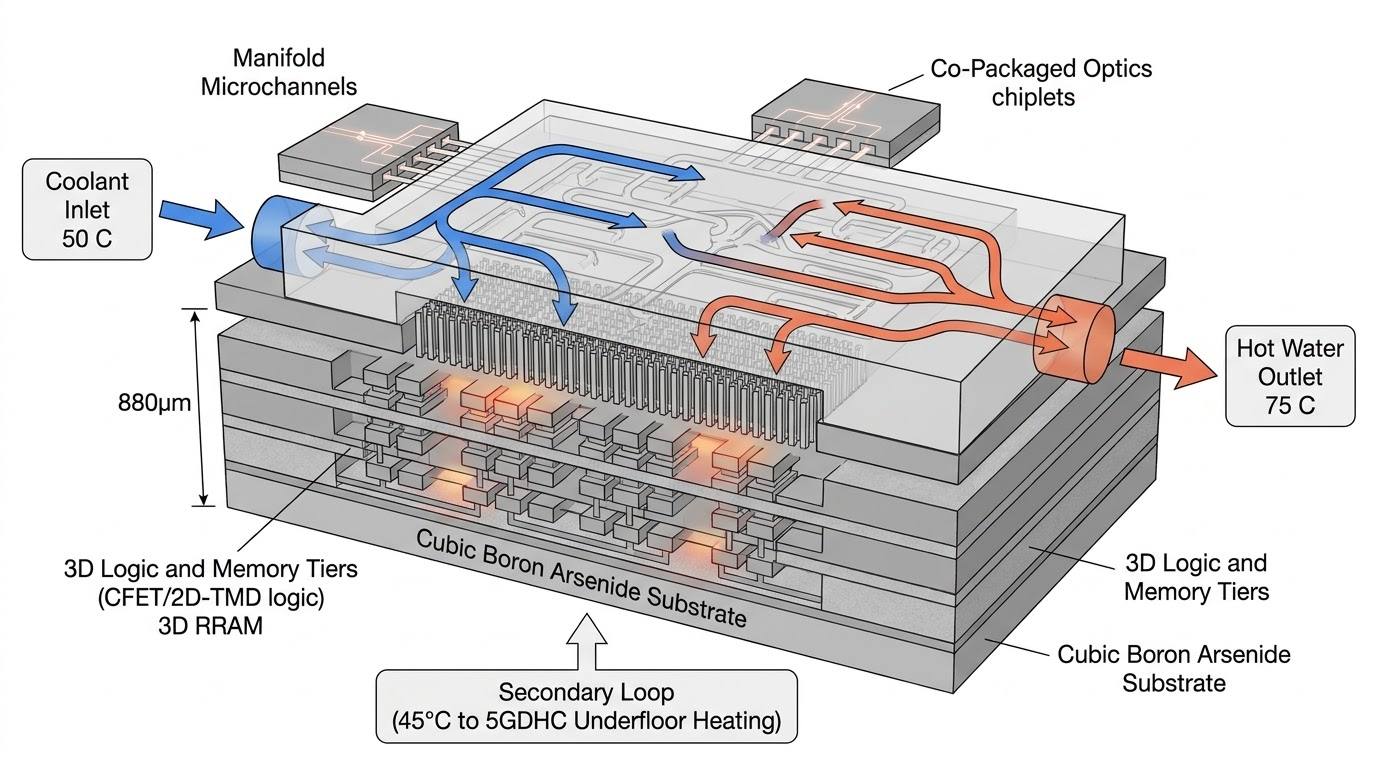 Manifold
Microchannels
Co-Packaged Optics
chiplets
Coolant
Inlet
50 C
Hot Water
Outlet
75 C
880µm
Cubic Boron Arsenide Substrate
3D Logic and Memory Tiers
(CFET/2D-TMD logic)
3D RRAM
3D Logic and
Memory Tiers
Cubic Boron Arsenide
Substrate
Secondary Loop
(45°C to 5GDHC Underfloor Heating)